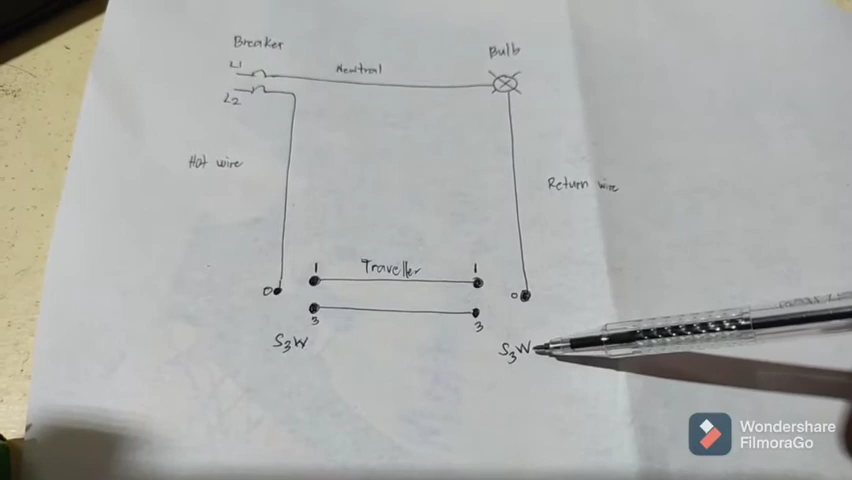 Breaker
Bulb
L1
Neutral
L2
Hot wire
Return wire
1
Traveller
1
0
0
3
3
S3W
S3W
Wondershare
FilmoraGo